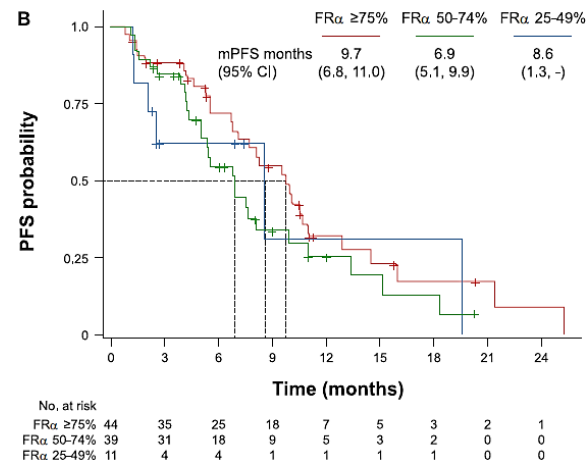 B
FRα ≥75% FRα 50-74% FRα 25-49%
mPFS months 9.7 6.9 8.6
(95% CI) (6.8, 11.0) (5.1, 9.9) (1.3, -)
PFS probability
1.0
0.75
0.5
0,25
0
0 3 6 9 12 15 18 21 24
Time (months)
No, at risk
FRα ≥75% 44 35 25 18 7 5 3 2 1
FRα 50-74% 39 31 18 9 5 3 2 0 0
FRα 25-49% 11 4 4 1 1 1 1 0 0